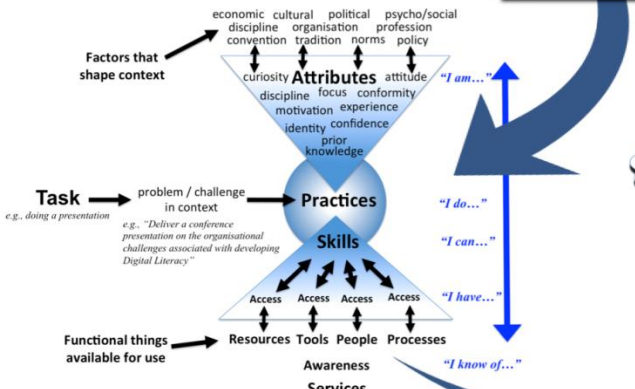 economic cultural political psycho/social
discipline organisation profession
convention tradition norms policy
Factors that
shape context
curiosity Attributes attitude
"I am…"
discipline focus conformity
motivation experience
identity confidence
prior
knowledge
Task
e.g., doing a presentation
problem / challenge
in context
e.g., "Deliver a conference
presentation on the organisational
challenges associated with developing
Digital Literacy"
Practices
"I do…"
Skills
"I can…"
Access Access Access Access
"I have…"
Functional things
available for use
Resources Tools People Processes
Awareness
"I know of…"
Services